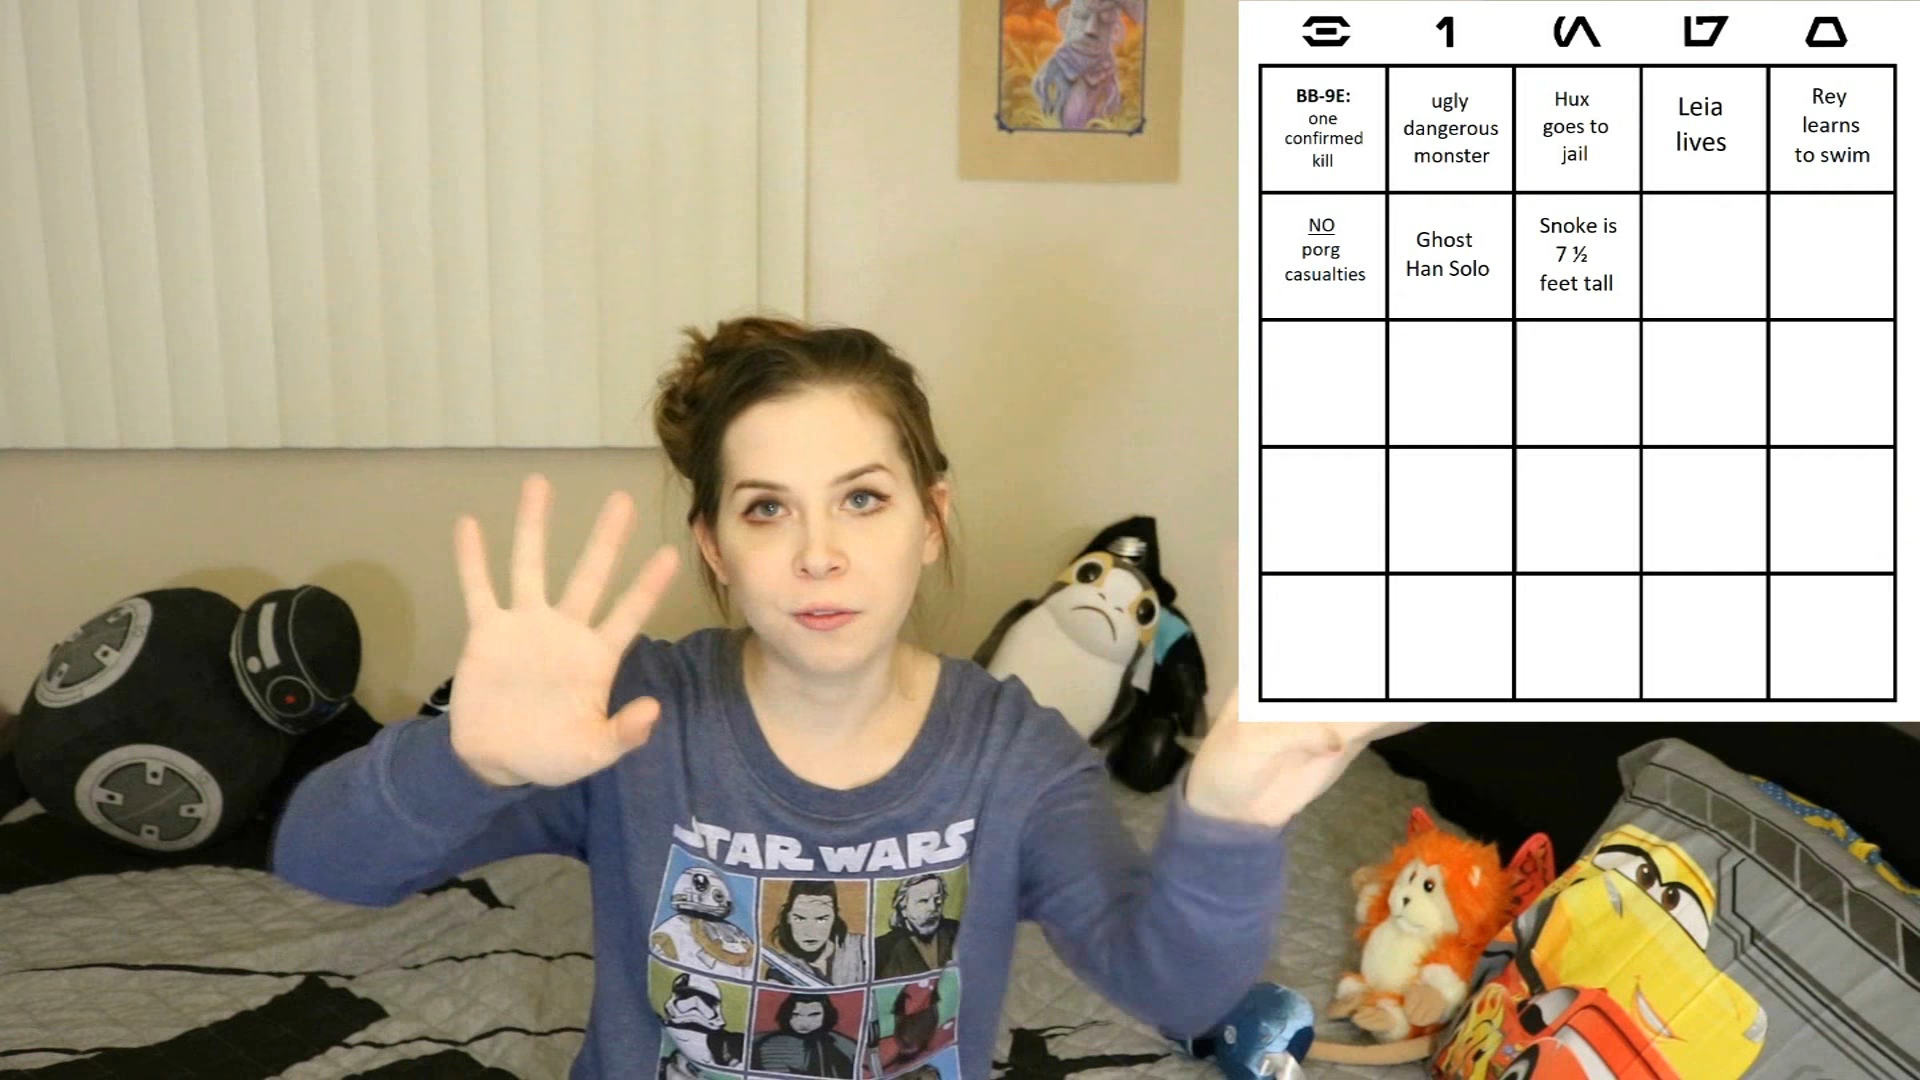 BB-9E:
one
confirmed
kill
ugly
dangerous
monster
Hux
goes to
jail
Leia
lives
Rey
learns
to swim
NO
porg
casualties
Ghost
Han Solo
Snoke is
7 ½
feet tall
STAR WARS